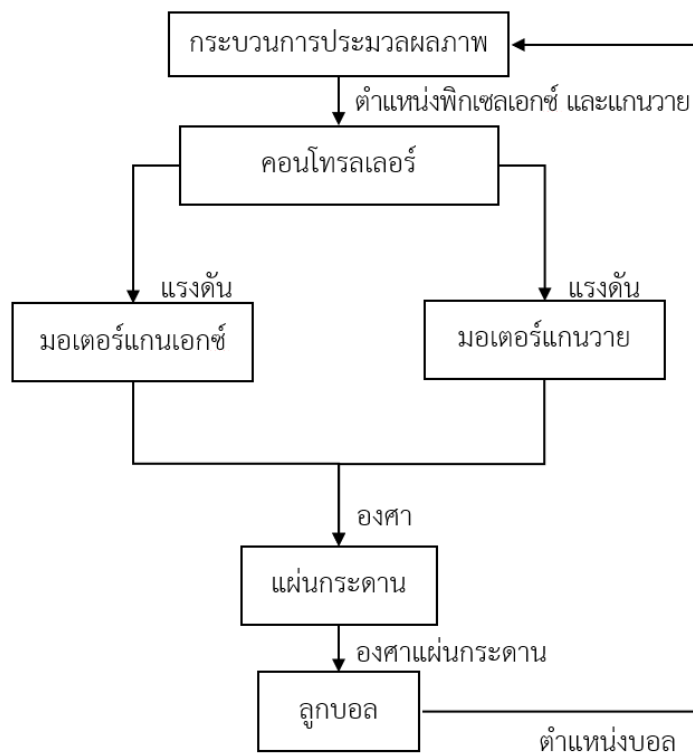 กระบวนการประมวลผลภาพ
ตำแหน่งพิกเซลเอกซ์ และแกนวาย
คอนโทรลเลอร์
แรงดัน
แรงดัน
มอเตอร์แกนเอกซ์
มอเตอร์แกนวาย
องศา
แผ่นกระดาน
องศาแผ่นกระดาน
ลูกบอล
ตำแหน่งบอล